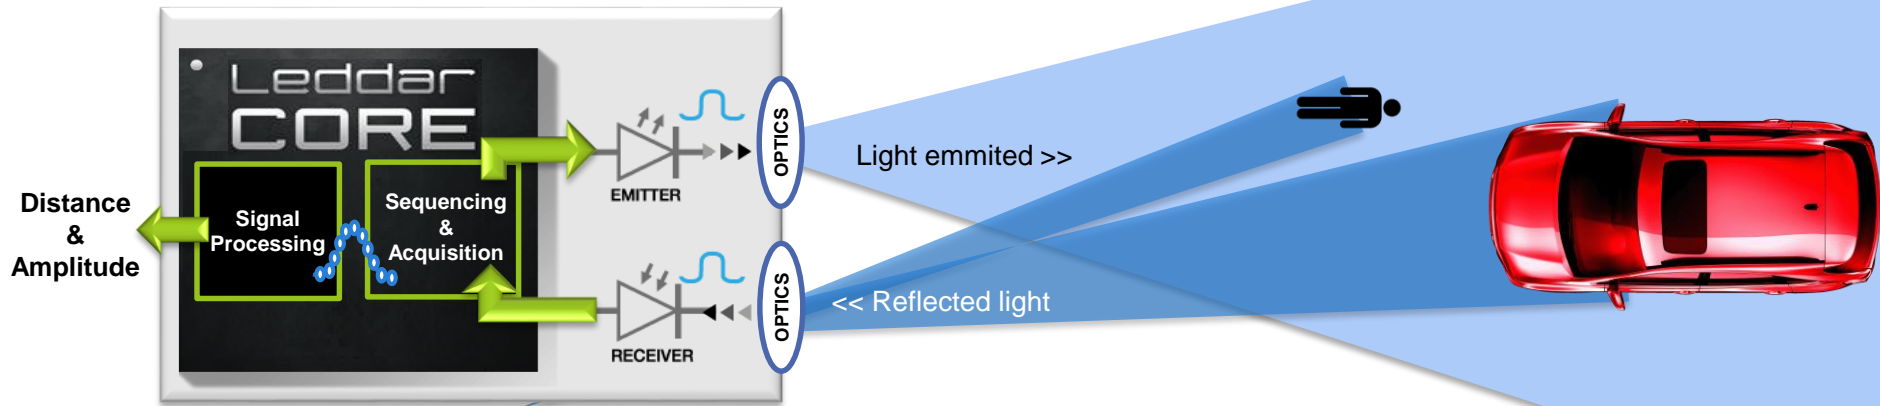 Leddar
CORE
Distance
&
Amplitude
Signal
Processing
Sequencing
&
Acquisition
EMITTER
RECEIVER
OPTICS
OPTICS
Light emmited >>
<< Reflected light